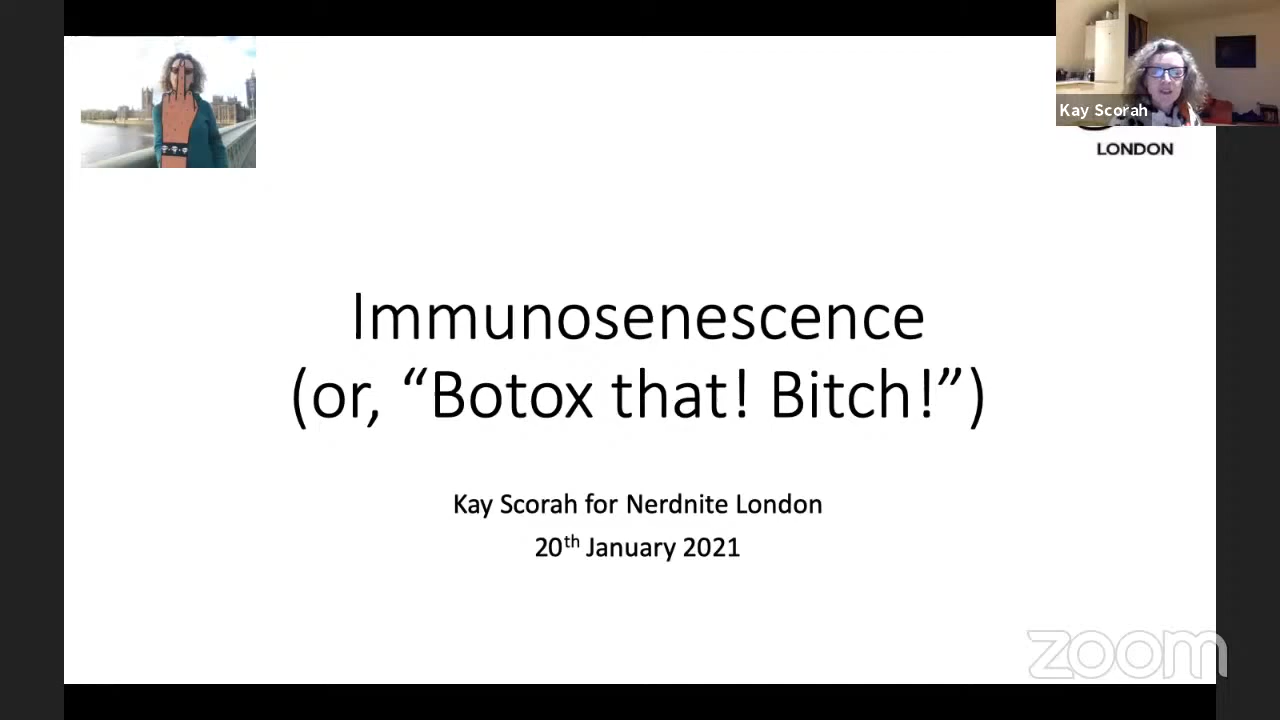 Kay Scorah
LONDON
Immunosenescence
(or, “Botox that! Bitch!”)
Kay Scorah for Nerdnite London
20th January 2021
zoom